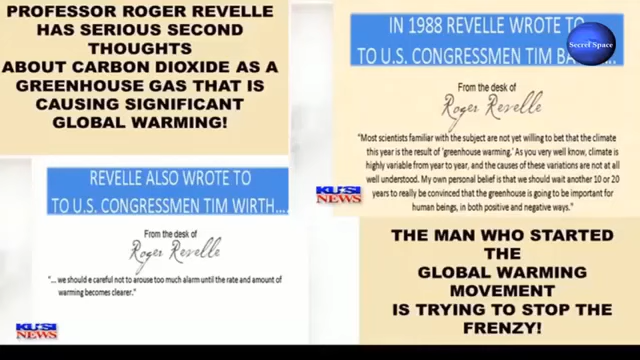 PROFESSOR ROGER REVELLE
HAS SERIOUS SECOND
THOUGHTS
ABOUT CARBON DIOXIDE AS A
GREENHOUSE GAS THAT IS
CAUSING SIGNIFICANT
GLOBAL WARMING!
IN 1988 REVELLE WROTE TO
TO U.S. CONGRESSMEN TIM
Secret Space
From the desk of
Roger Revelle
"Most scientists familiar with the subject are not yet willing to bet that the climate
this year is the result of 'greenhouse warming.' As you very well know, climate is
highly variable from year to year, and the causes of these variations are not at all
well understood. My own personal belief is that we should wait another 10 or 20
years to really be convinced that the greenhouse is going to be important for
human beings, in both positive and negative ways."
KUSI
NEWS
REVELLE ALSO WROTE TO
TO U.S. CONGRESSMEN TIM WIRTH...
From the desk of
Roger Revelle
"... we should e careful not to arouse too much alarm until the rate and amount of
warming becomes clearer."
KUSI
NEWS
THE MAN WHO STARTED
THE
GLOBAL WARMING
MOVEMENT
IS TRYING TO STOP THE
FRENZY!